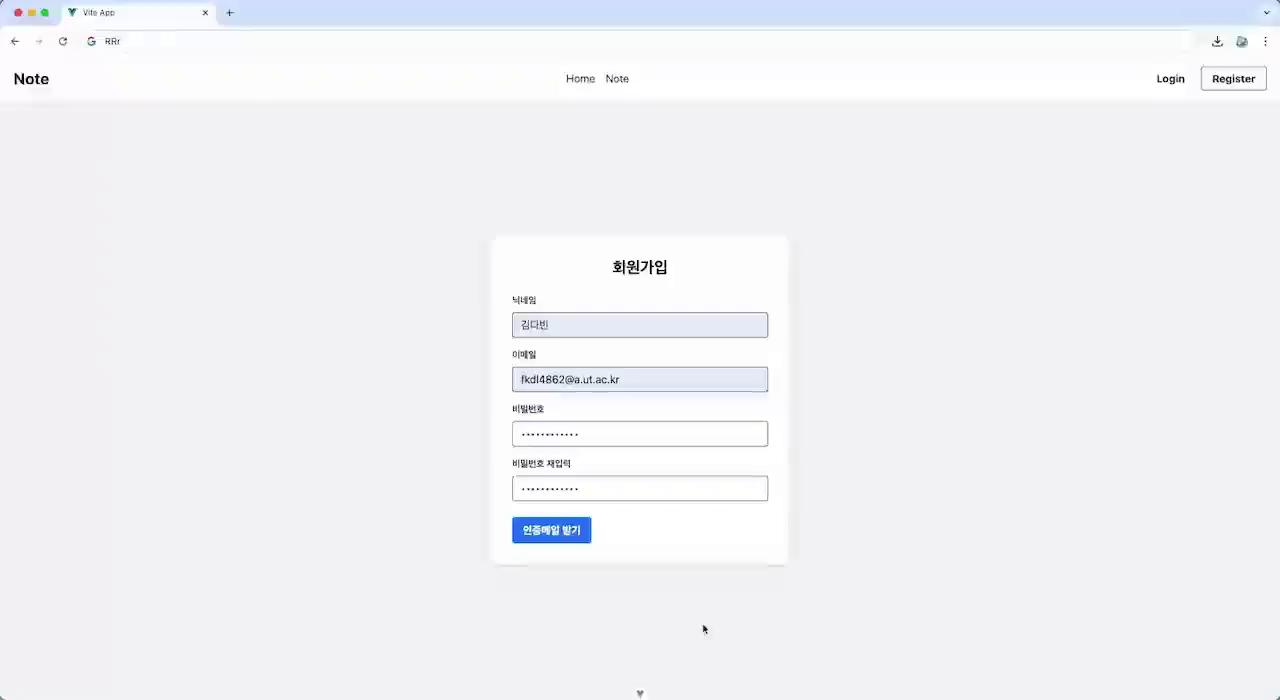 Vite App
RRr
Note
Home Note
Login Register
회원가입
닉네임
김다빈
이메일
fkdl4862@a.ut.ac.kr
비밀번호
••••••••••••
비밀번호 재입력
••••••••••••
인증메일 받기